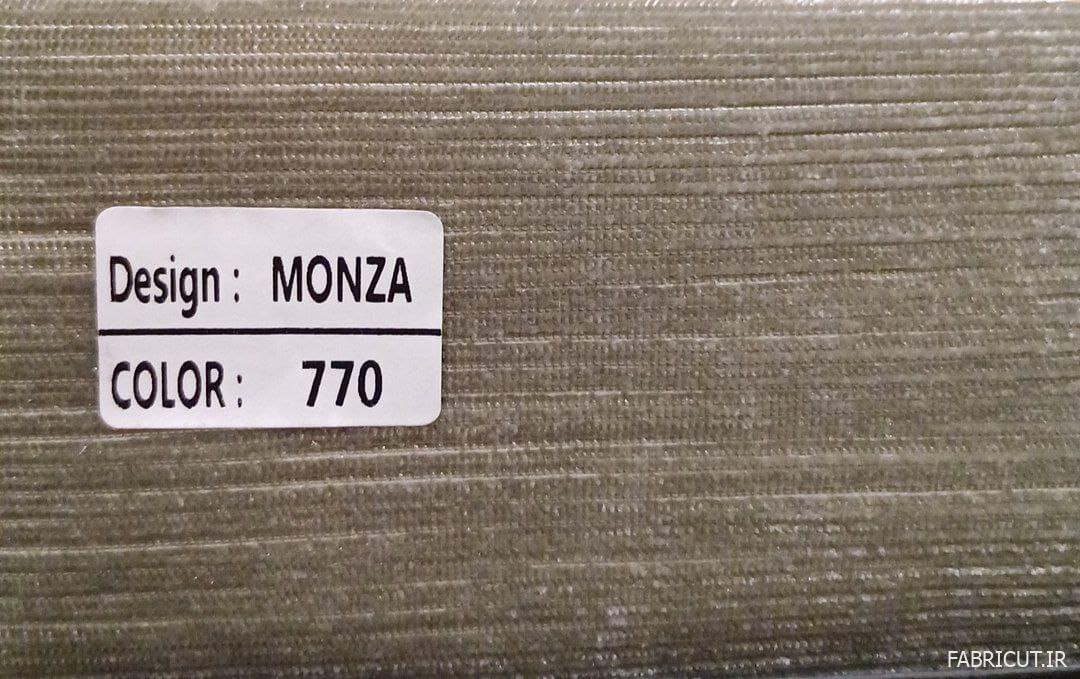 Design : MONZA
COLOR : 770
FABRICUT.IR